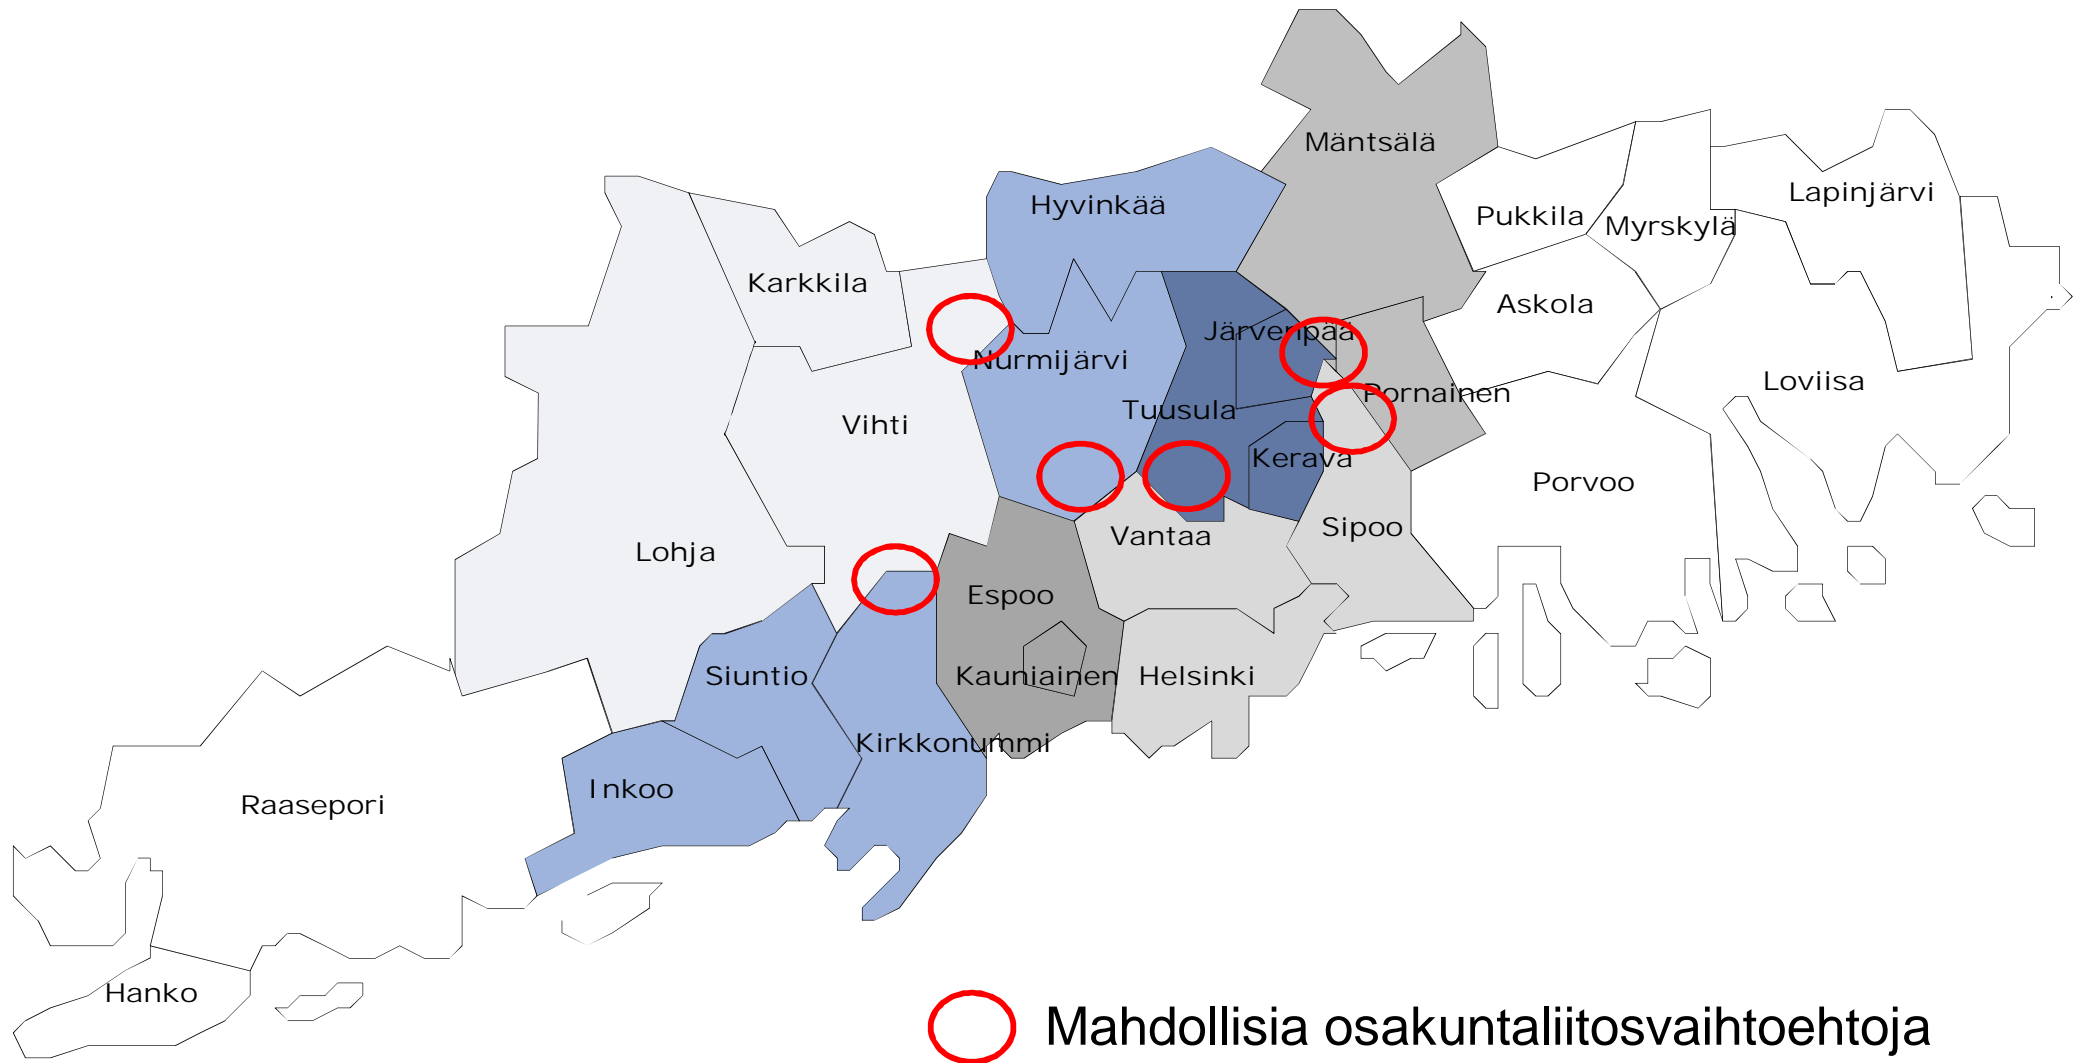 Mäntsälä
Lapinjärvi
Hyvinkää
Pukkila
Myrskylä
Karkkila
Askola
Järvenpää
Nurmijärvi
Loviisa
Pornainen
Tuusula
Vihti
Kerava
Porvoo
Sipoo
Vantaa
Lohja
Espoo
Siuntio
Kauniainen
Helsinki
Kirkkonummi
Inkoo
Raasepori
Hanko
Mahdollisia osakuntaliitosvaihtoehtoja